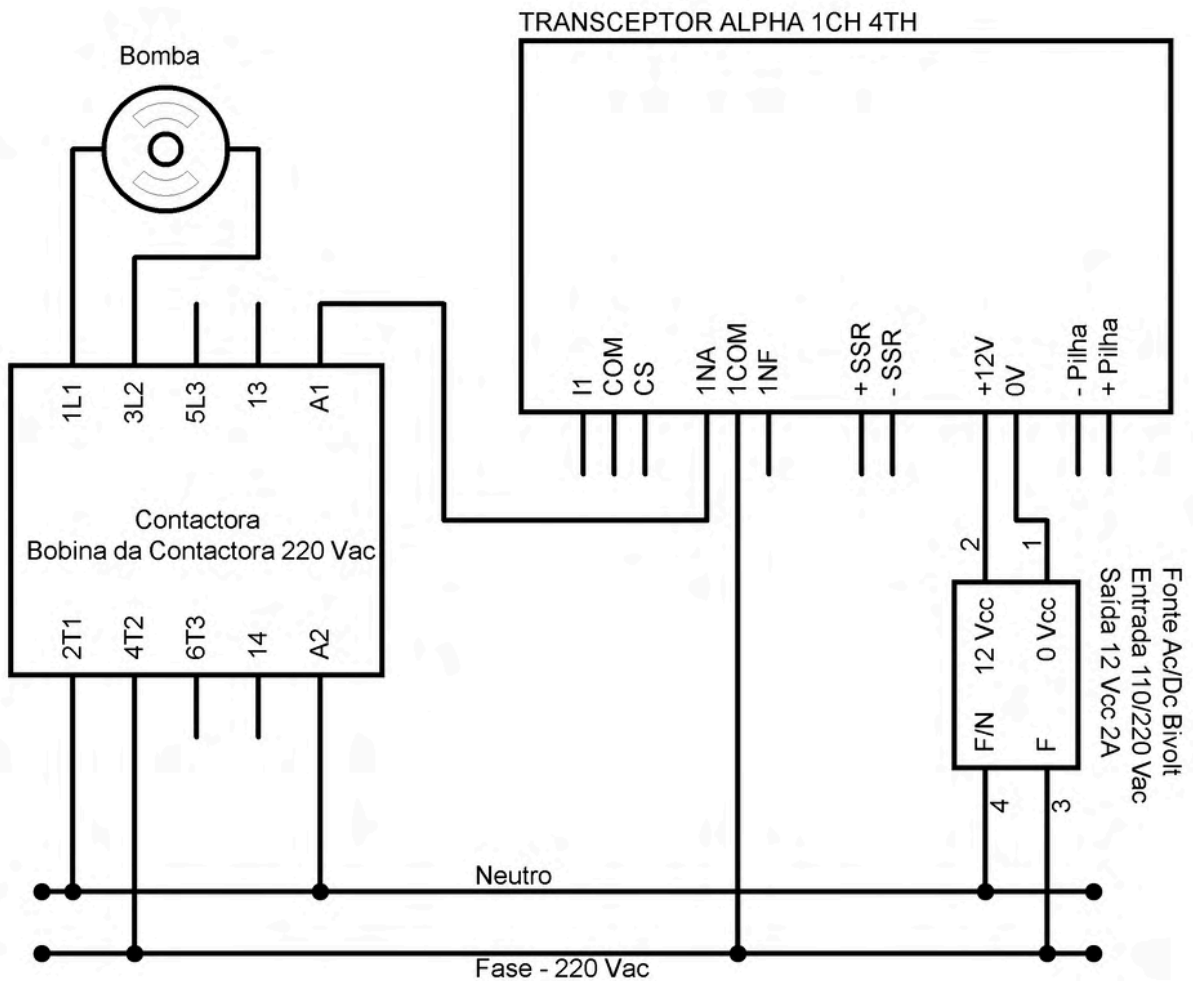 TRANSCEPTOR ALPHA 1CH 4TH
Bomba
I1
COM
CS
1NA
1COM
1NF
+ SSR
- SSR
+12V
0V
- Pilha
+ Pilha
1L1
3L2
5L3
13
A1
Contactora
Bobina da Contactora 220 Vac
2T1
4T2
6T3
14
A2
2
1
12 Vcc
0 Vcc
F/N
F
4
3
Fonte Ac/Dc Bivolt
Entrada 110/220 Vac
Saída 12 Vcc 2A
Neutro
Fase - 220 Vac